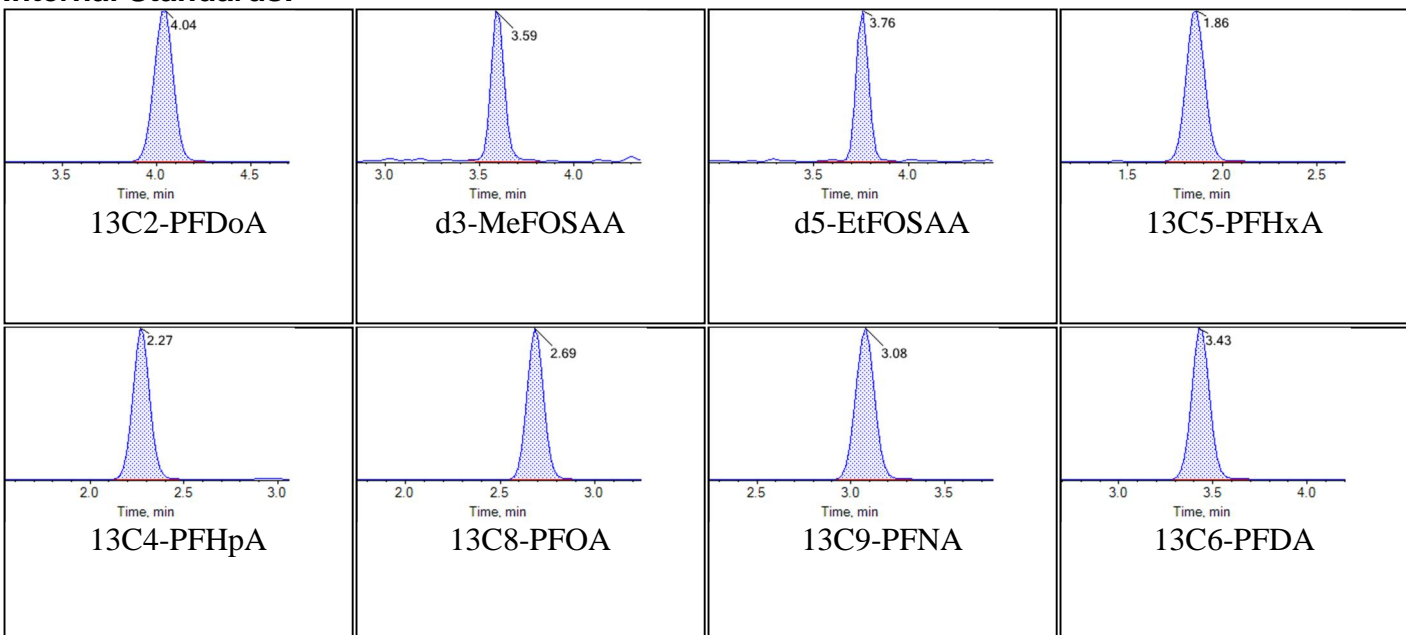 4.04
3.5 4.0 4.5
Time, min
13C2-PFDoA
3.59
3.0 3.5 4.0
Time, min
d3-MeFOSAA
3.76
3.5 4.0
Time, min
d5-EtFOSAA
1.86
1.5 2.0 2.5
Time, min
13C5-PFHxA
2.27
2.0 2.5 3.0
Time, min
13C4-PFHpA
2.69
2.0 2.5 3.0
Time, min
13C8-PFOA
3.08
2.5 3.0 3.5
Time, min
13C9-PFNA
3.43
3.0 3.5 4.0
Time, min
13C6-PFDA